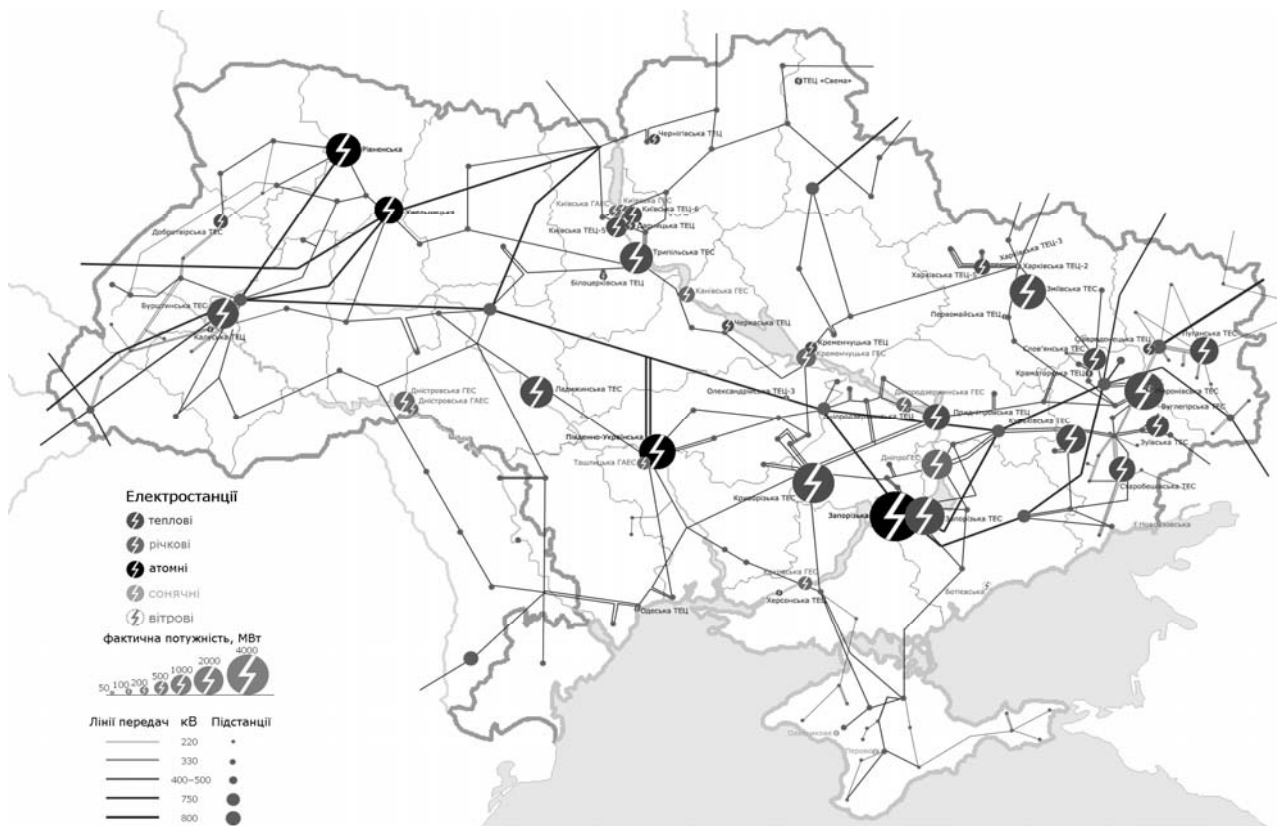 ТЕЦ «Свема»
Чернігівська ТЕЦ
Рівненська
Київська ГАЕС
Київська ГЕС
Київська ТЕЦ-6
Добротвірська ТЕС
Київська ТЕЦ-5
Дарницька ТЕЦ
Трипільська ТЕС
Харківська ТЕЦ-3
Харківська ТЕЦ-2
Харківська ТЕЦ-5
Білоцерківська ТЕЦ
Зміївська ТЕС
Канівська ГЕС
Бурштинська ТЕС
Первомайська ТЕЦ
Черкаська ТЕЦ
Калуська ТЕЦ
Луганська ТЕС
Кременчуцька ТЕЦ
Кременчуцька ГЕС
Слов'янська ТЕС
Дністровська ГЕС
Дністровська ГАЕС
Ладижинська ТЕС
Олександрійська ТЕЦ-3
Вуглегірська ТЕС
Придніпровська ТЕЦ
Курахівська ТЕС
Південно-Українська
Зуївська ТЕС
Ташлицька ГАЕС
ДніпроГЕС
Криворізька ТЕС
Старобешівська ТЕС
Електростанції
теплові
Запорізька
Запорізька ТЕС
річкові
атомні
Каховська ГЕС
Ботієвська
сонячні
Херсонська ТЕЦ
вітрові
Одеська ТЕЦ
фактична потужність, МВт
50 100 200 500 1000 2000 4000
Лінії передач кВ Підстанції
220
330
400–500
750
800